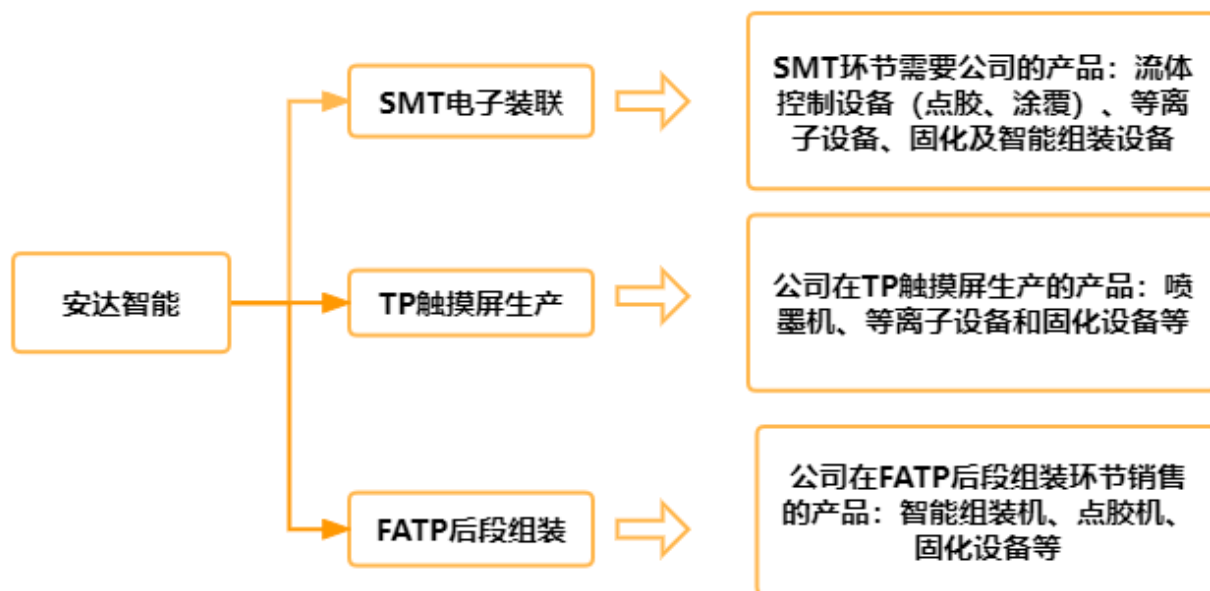 安达智能
SMT电子装联
SMT环节需要公司的产品：流体
控制设备（点胶、涂覆）、等离
子设备、固化及智能组装设备
TP触摸屏生产
公司在TP触摸屏生产的产品：喷
墨机、等离子设备和固化设备等
FATP后段组装
公司在FATP后段组装环节销售
的产品：智能组装机、点胶机、
固化设备等